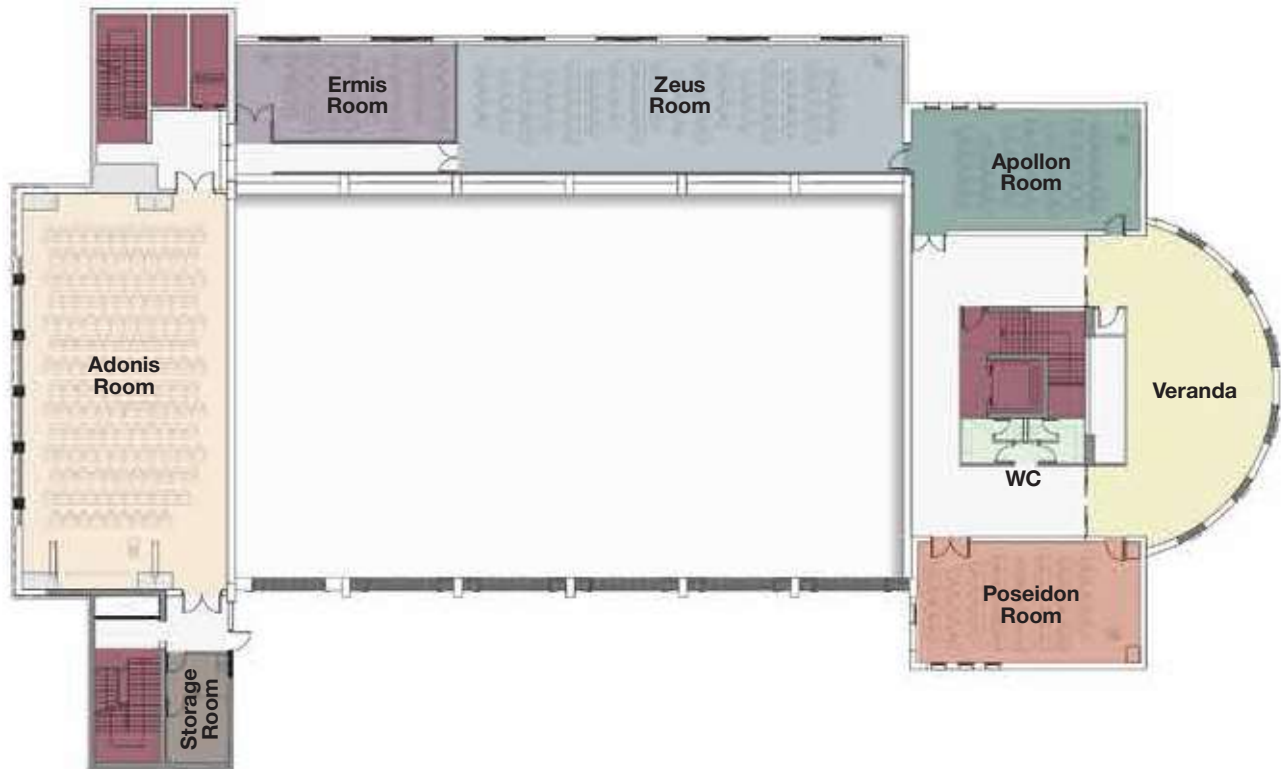 Ermis
Room
Zeus
Room
Apollon
Room
Adonis
Room
Veranda
WC
Poseidon
Room
Storage
Room